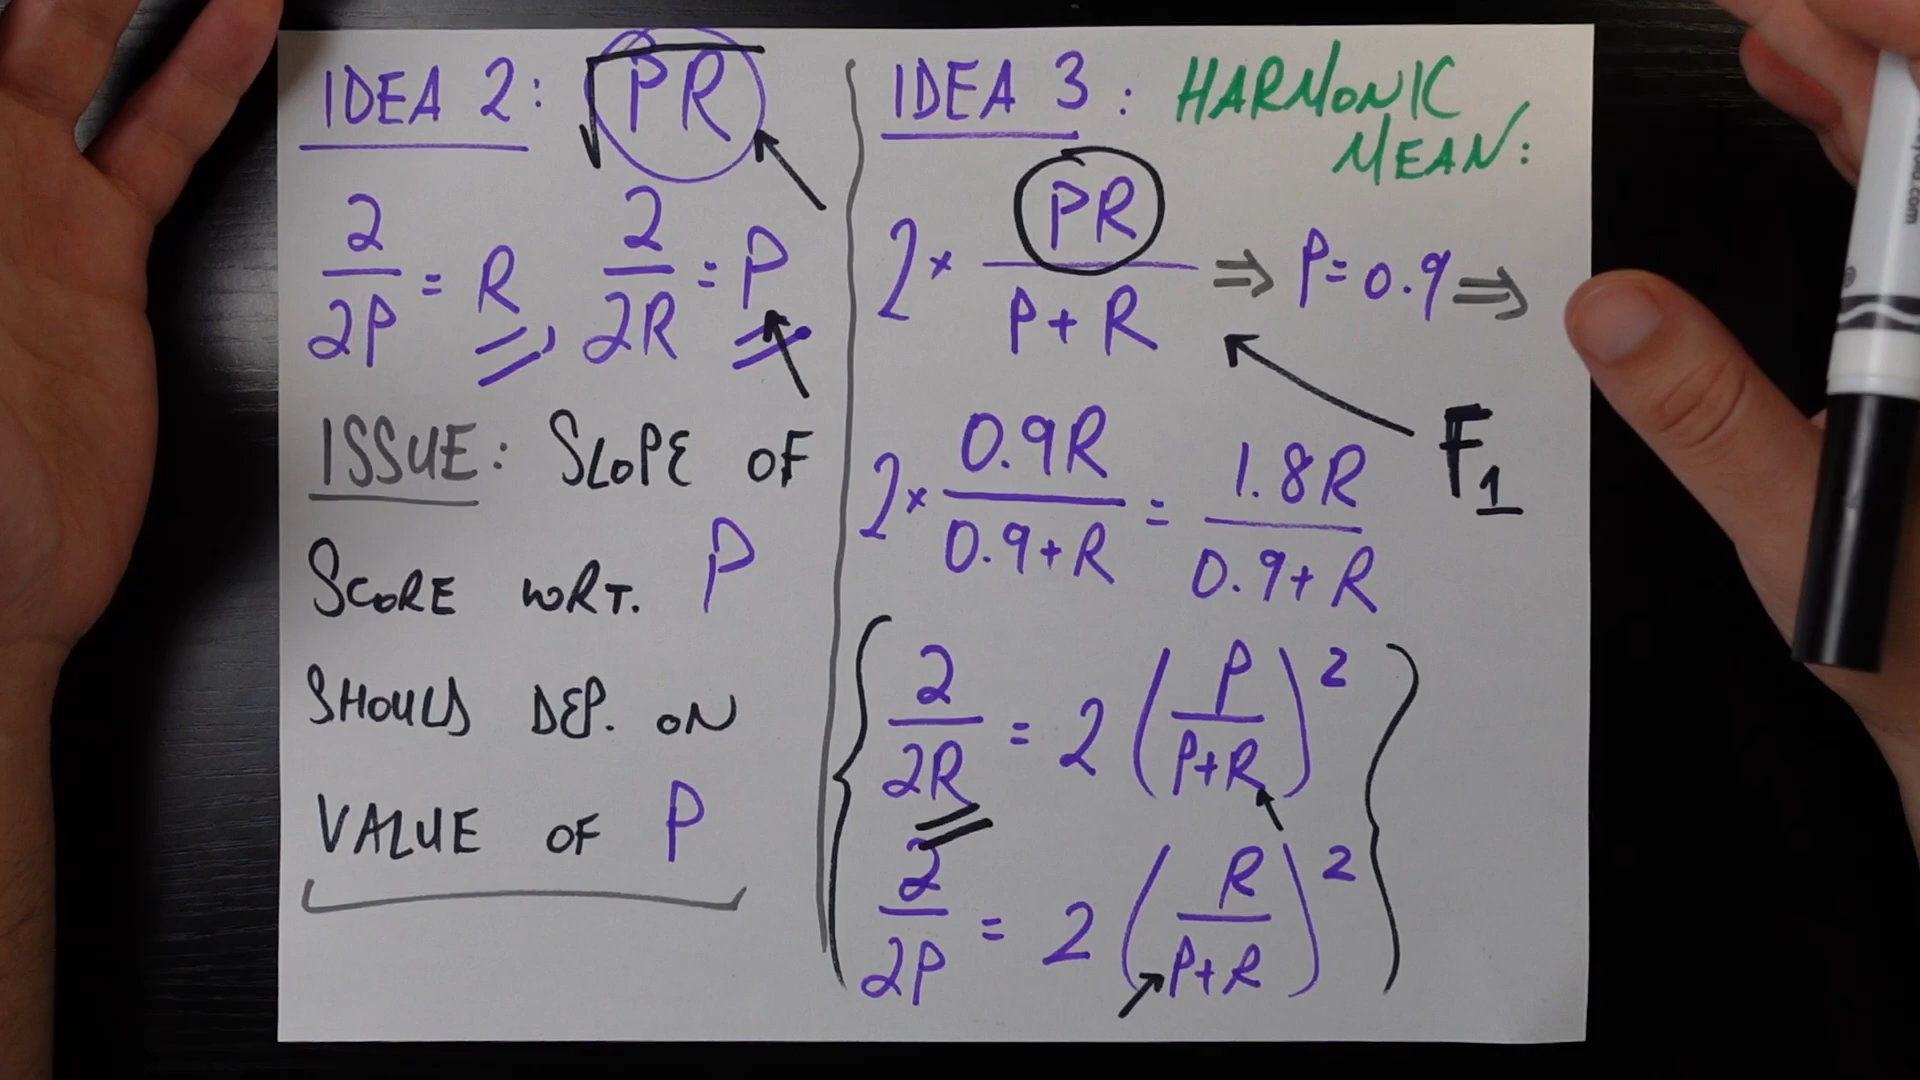 IDEA 2: √PR
2/2P = R, 2/2R = P
ISSUE: SLOPE OF
SCORE WRT. P
SHOULD DEP. ON
VALUE OF P
IDEA 3: HARMONIC
MEAN:
2 × PR/P+R ⇒ P=0.9 ⇒
F1
2 × 0.9R/0.9+R = 1.8R/0.9+R
2/2R = 2 (P/P+R)²
2/2P = 2 (R/P+R)²